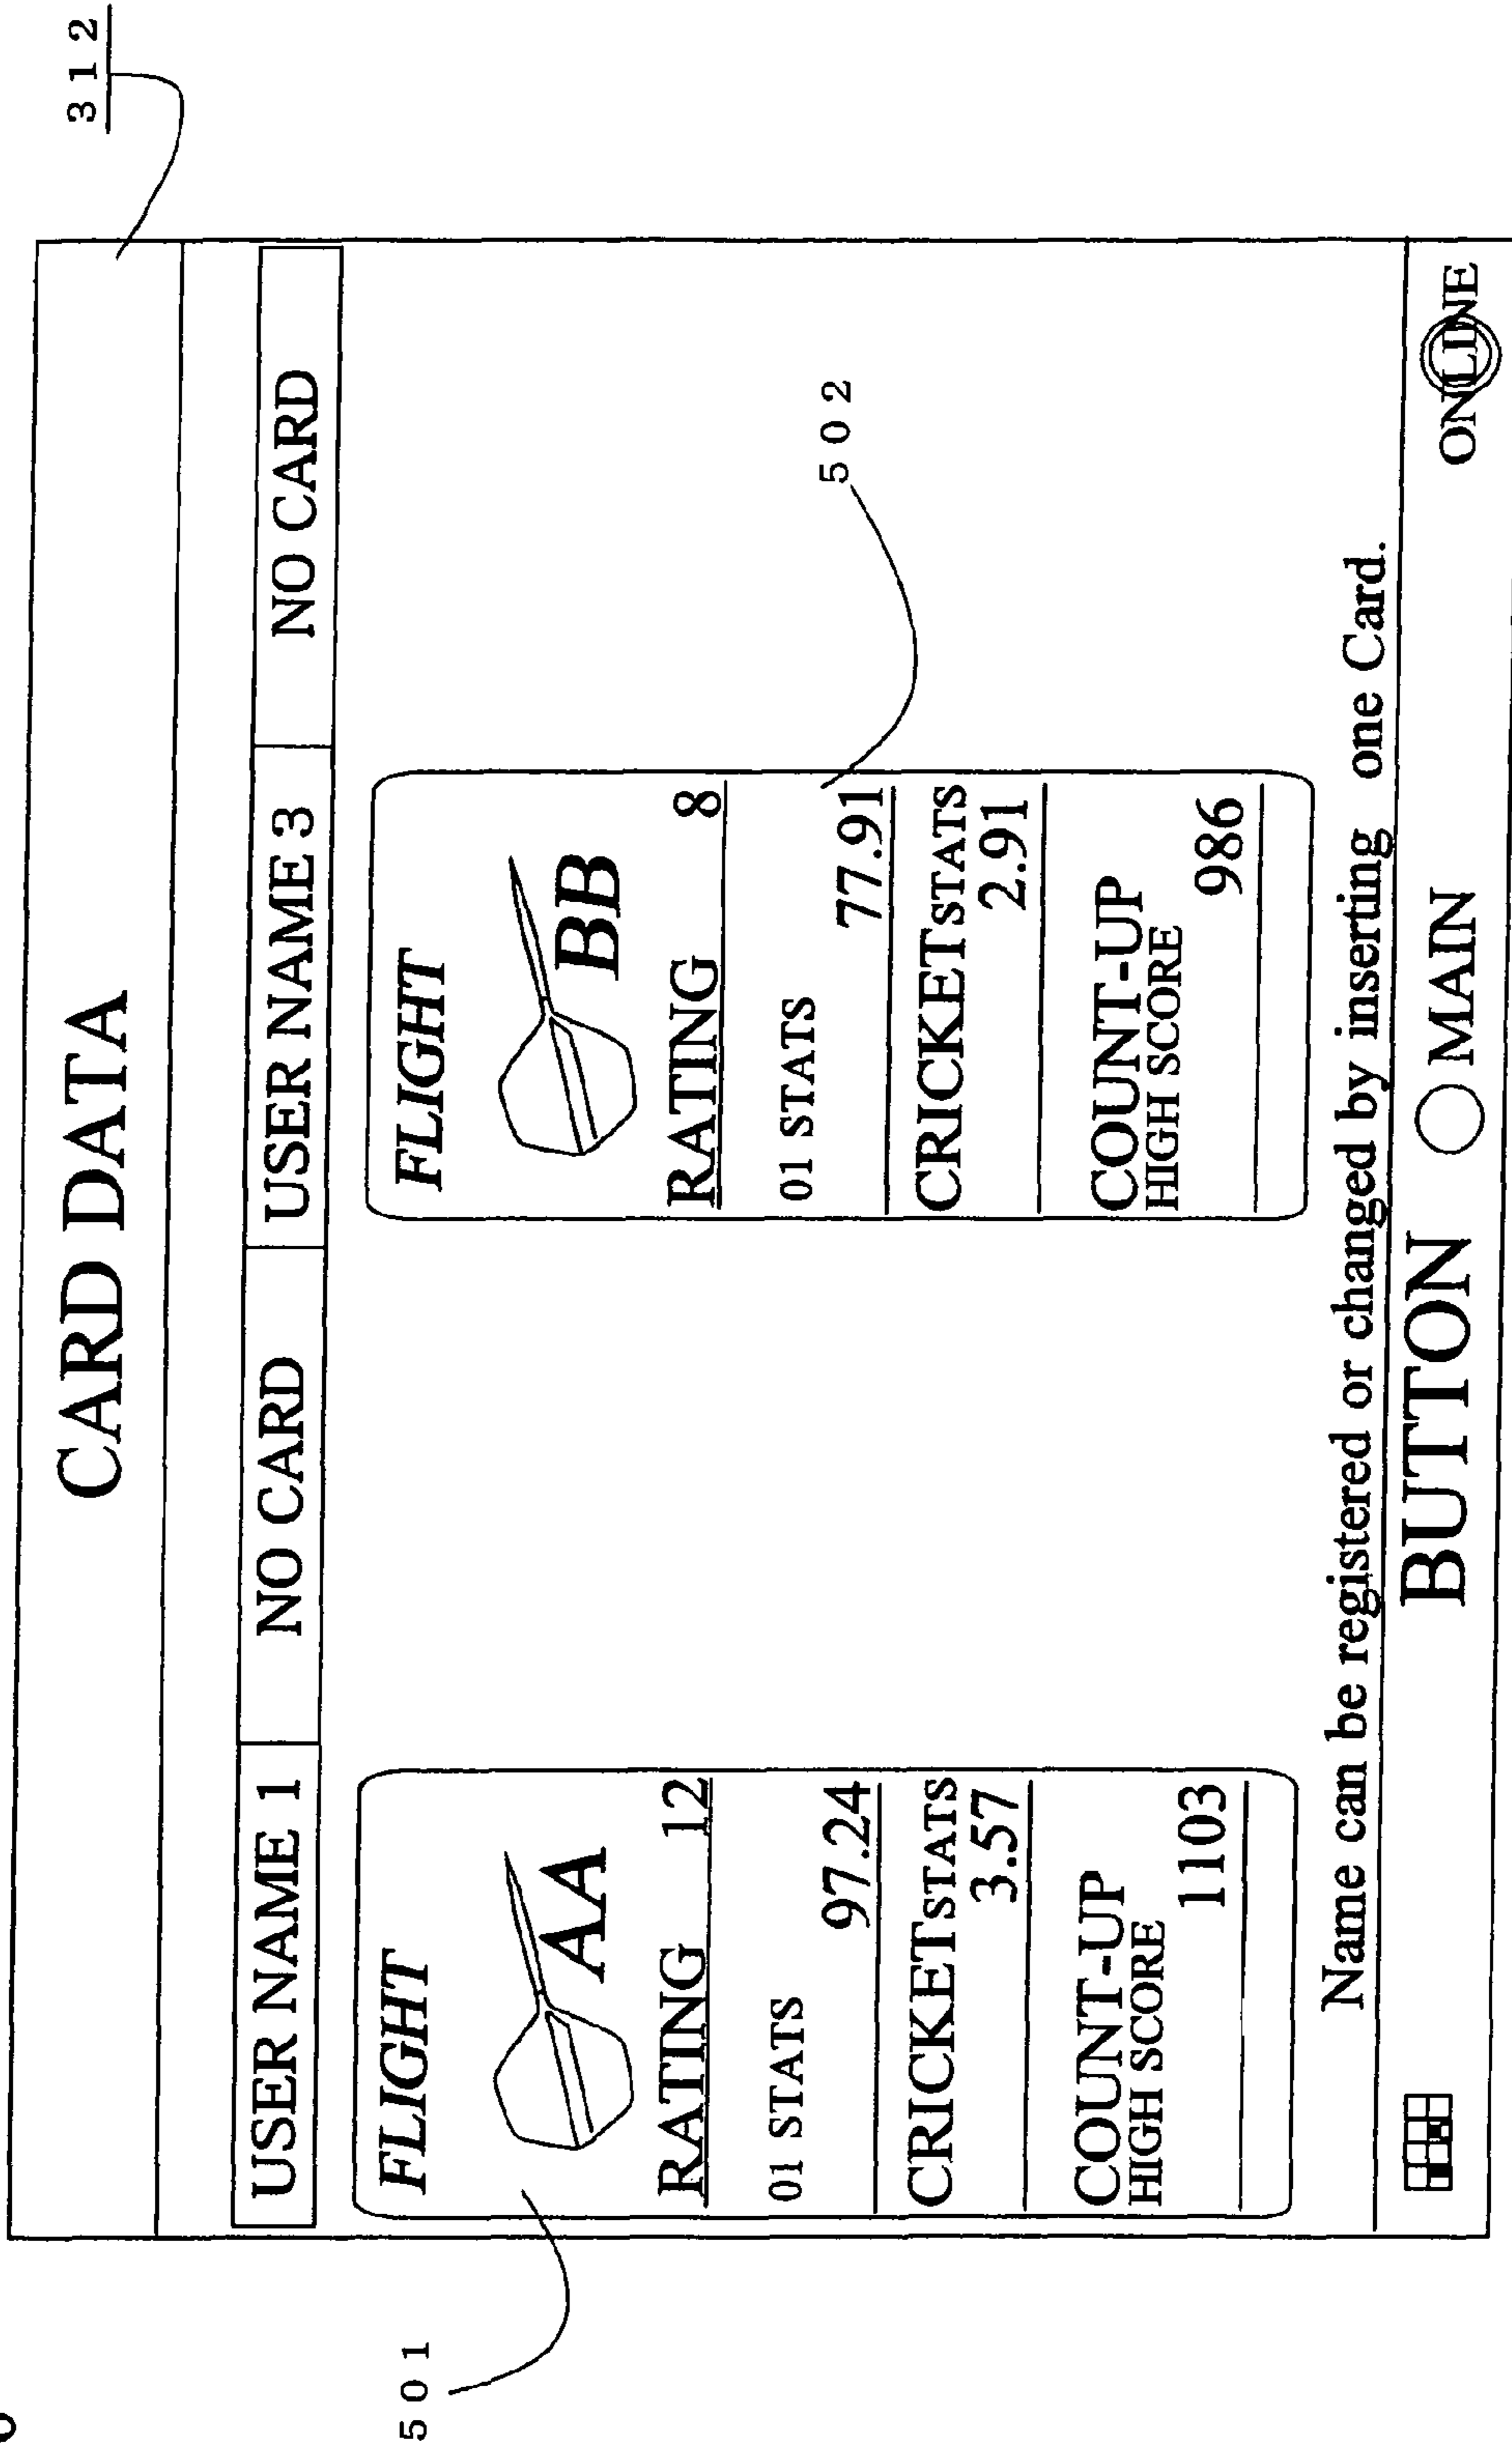 312
CARD DATA
USER NAME 1 NO CARD USER NAME 3 NO CARD
501
FLIGHT
AA
RATING 12
01 STATS
97.24
CRICKET STATS
3.57
COUNT-UP
HIGH SCORE
1103
FLIGHT
BB
RATING 8
01 STATS
77.91
CRICKET STATS
2.91
COUNT-UP
HIGH SCORE
986
502
Name can be registered or changed by inserting one Card.
BUTTON MAIN
ONLINE